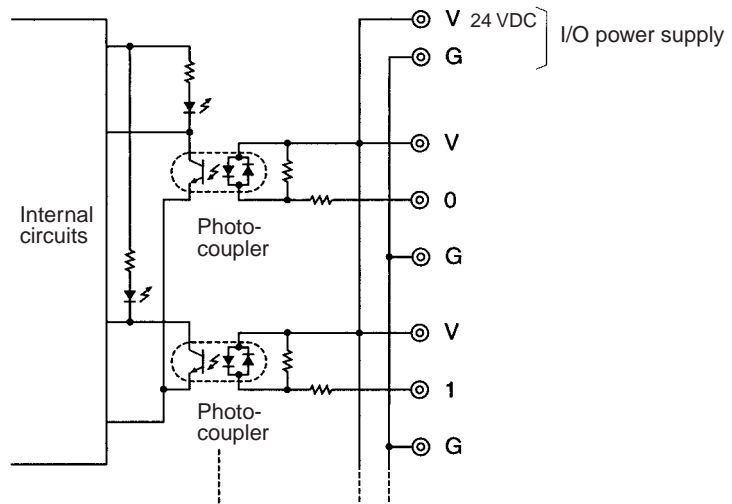 V 24 VDC
I/O power supply
G
V
0
Internal
circuits
Photo-
coupler
G
V
1
Photo-
coupler
G